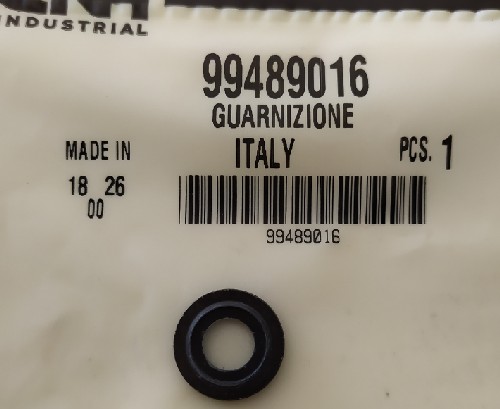 INDUSTRIAL
99489016
GUARNIZIONE
MADE IN ITALY PCS. 1
18 26
00
99489016